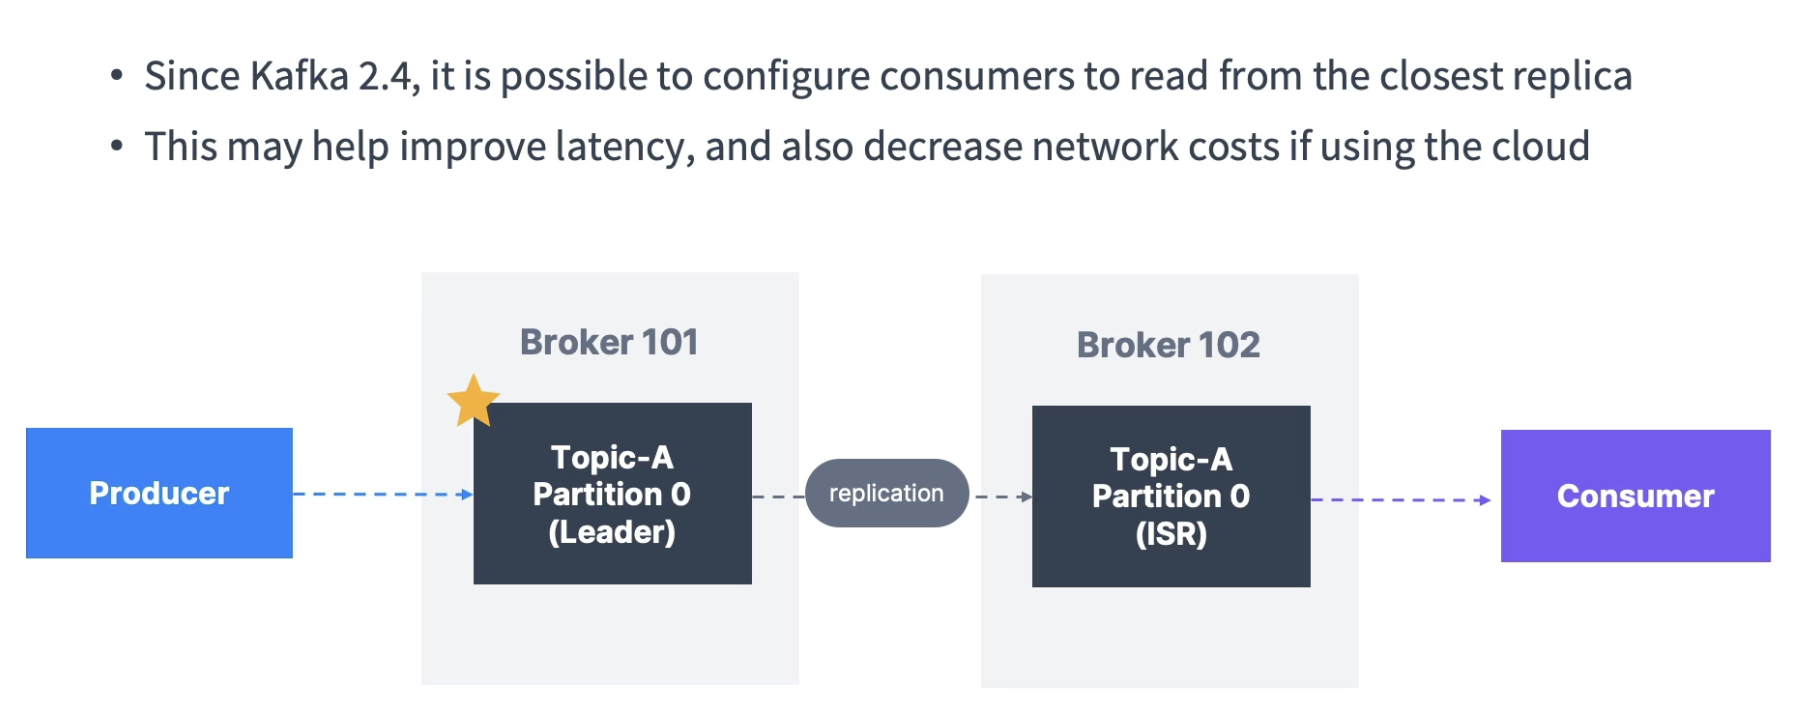 • Since Kafka 2.4, it is possible to configure consumers to read from the closest replica
• This may help improve latency, and also decrease network costs if using the cloud
Broker 101
Broker 102
Producer
Topic-A
Partition 0
(Leader)
replication
Topic-A
Partition 0
(ISR)
Consumer